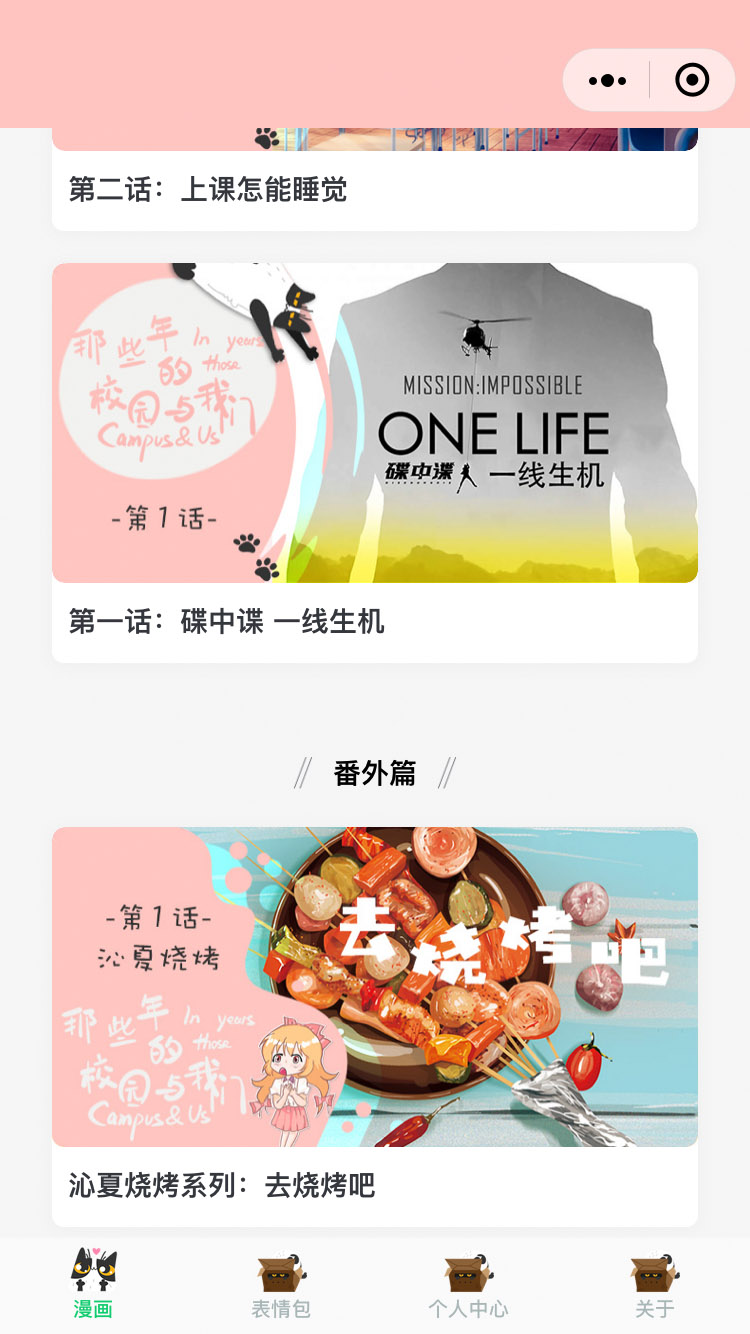 第二话：上课怎能睡觉
那些年 In years
的 those
校园与我们
Campus&Us
-第1话-
MISSION:IMPOSSIBLE
ONE LIFE
碟中谍 一线生机
第一话：碟中谍 一线生机
番外篇
-第1话-
沁夏烧烤
去烧烤吧
那些年 In years
的 those
校园与我们
Campus&Us
沁夏烧烤系列：去烧烤吧
漫画
表情包
个人中心
关于